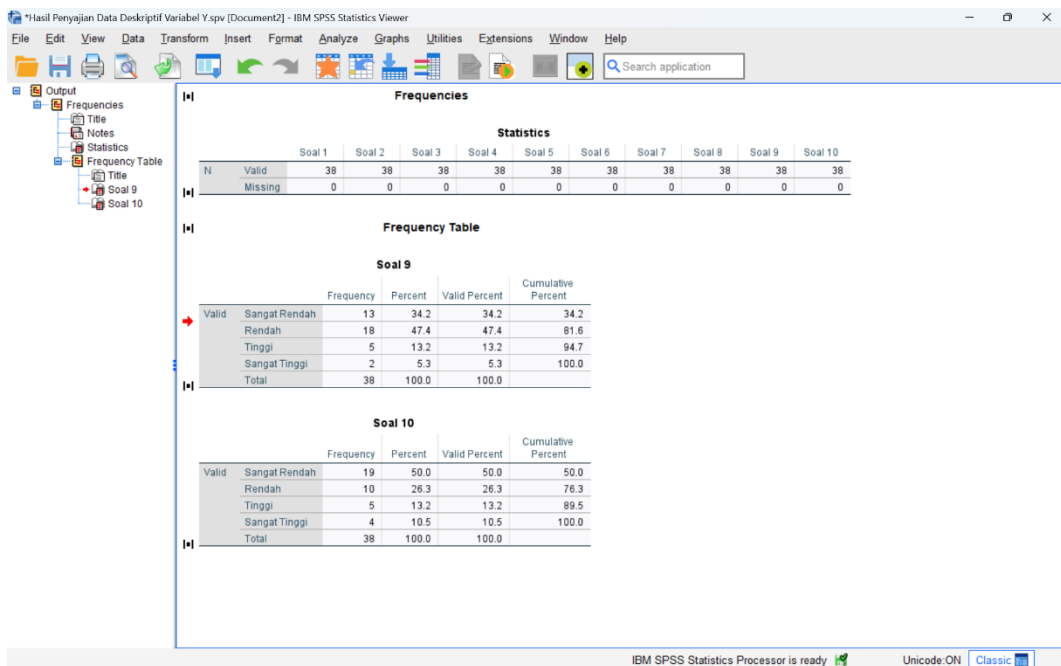 *Hasil Penyajian Data Deskriptif Variabel Y.spv [Document2] - IBM SPSS Statistics Viewer
File Edit View Data Transform Insert Format Analyze Graphs Utilities Extensions Window Help
Search application
Output
Frequencies
Title
Notes
Statistics
Frequency Table
Title
Soal 9
Soal 10
Frequencies
Statistics
Soal 1 Soal 2 Soal 3 Soal 4 Soal 5 Soal 6 Soal 7 Soal 8 Soal 9 Soal 10
N Valid 38 38 38 38 38 38 38 38 38 38
Missing 0 0 0 0 0 0 0 0 0 0
Frequency Table
Soal 9
Frequency Percent Valid Percent Cumulative Percent
Valid Sangat Rendah 13 34.2 34.2 34.2
Rendah 18 47.4 47.4 81.6
Tinggi 5 13.2 13.2 94.7
Sangat Tinggi 2 5.3 5.3 100.0
Total 38 100.0 100.0
Soal 10
Frequency Percent Valid Percent Cumulative Percent
Valid Sangat Rendah 19 50.0 50.0 50.0
Rendah 10 26.3 26.3 76.3
Tinggi 5 13.2 13.2 89.5
Sangat Tinggi 4 10.5 10.5 100.0
Total 38 100.0 100.0
IBM SPSS Statistics Processor is ready Unicode:ON Classic